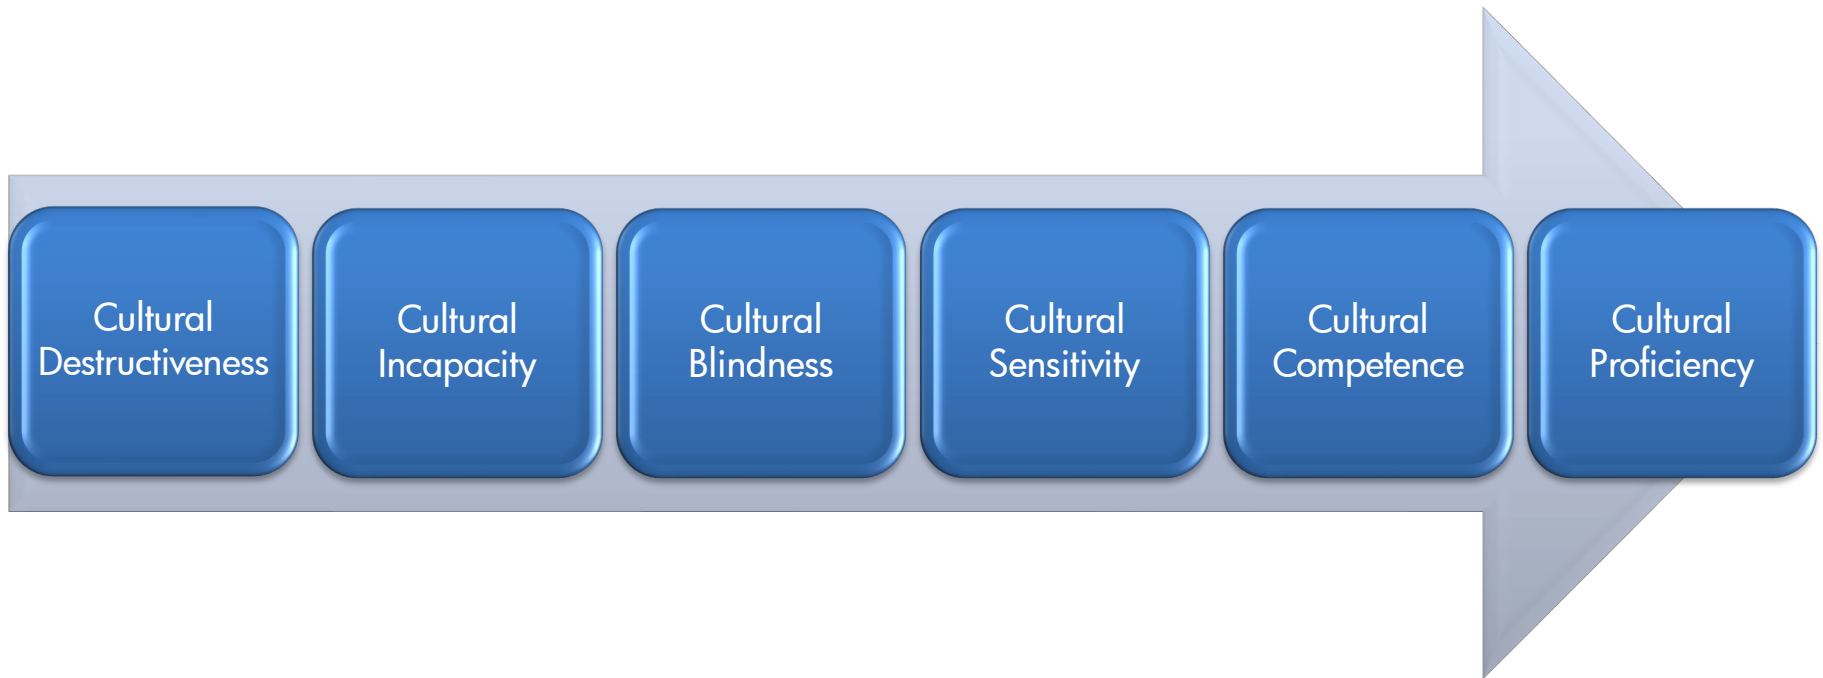 Cultural
Destructiveness
Cultural
Incapacity
Cultural
Blindness
Cultural
Sensitivity
Cultural
Competence
Cultural
Proficiency